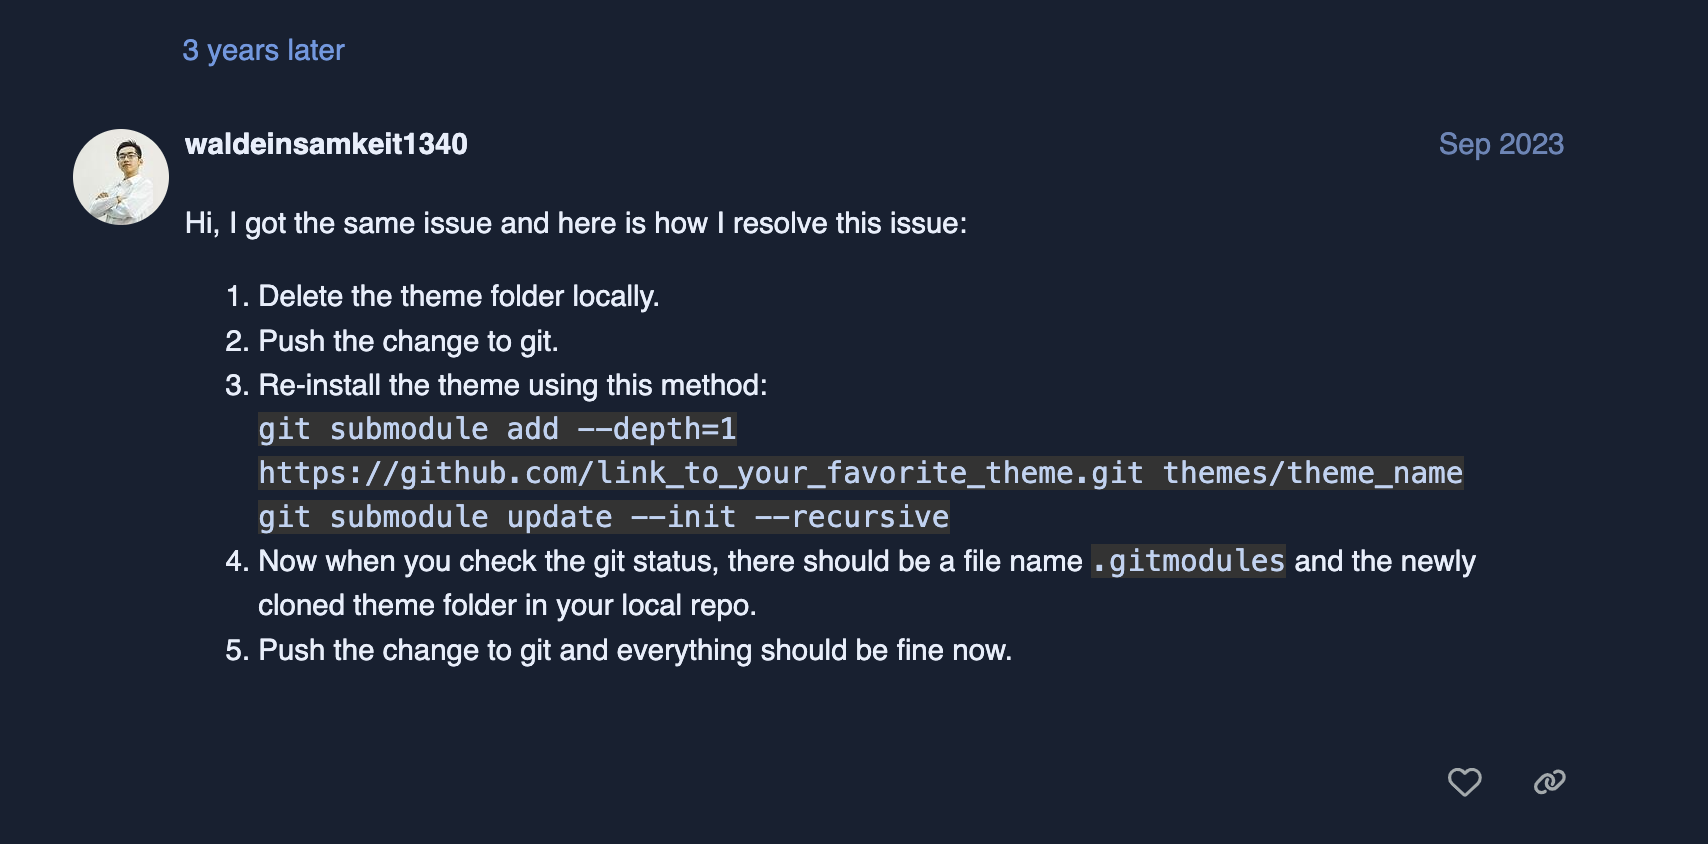 3 years later
waldeinsamkeit1340
Sep 2023
Hi, I got the same issue and here is how I resolve this issue:
1. Delete the theme folder locally.
2. Push the change to git.
3. Re-install the theme using this method:
git submodule add --depth=1
https://github.com/link_to_your_favorite_theme.git themes/theme_name
git submodule update --init --recursive
4. Now when you check the git status, there should be a file name .gitmodules and the newly
cloned theme folder in your local repo.
5. Push the change to git and everything should be fine now.